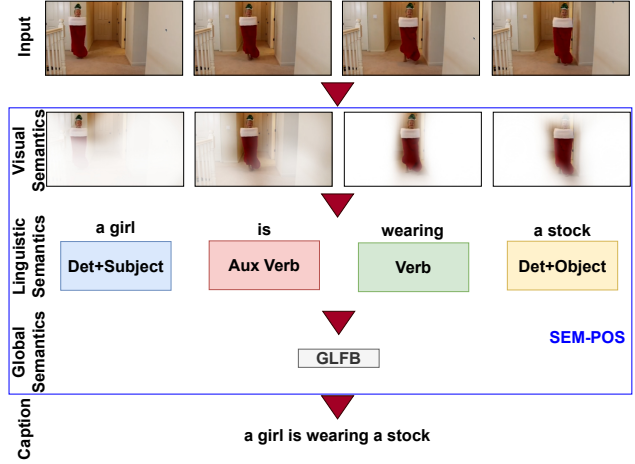 Input
Visual
Semantics
a girl
is
wearing
a stock
Linguistic
Semantics
Det+Subject
Aux Verb
Verb
Det+Object
Global
Semantics
GLFB
SEM-POS
Caption
a girl is wearing a stock